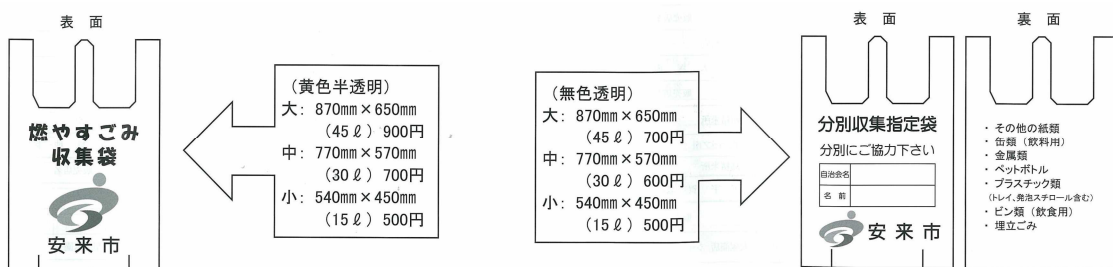 表 面
燃やすごみ
収集袋
安 来 市
（黄色半透明）
大： 870mm×650mm
（45ℓ）900円
中： 770mm×570mm
（30ℓ）700円
小： 540mm×450mm
（15ℓ）500円
（無色透明）
大： 870mm×650mm
（45ℓ）700円
中： 770mm×570mm
（30ℓ）600円
小： 540mm×450mm
（15ℓ）500円
表 面
分別収集指定袋
分別にご協力下さい
自治会名
名 前
安 来 市
裏 面
・ その他の紙類
・ 缶類（飲料用）
・ 金属類
・ ペットボトル
・ プラスチック類
（トレイ、発泡スチロール含む）
・ ビン類（飲食用）
・ 埋立ごみ